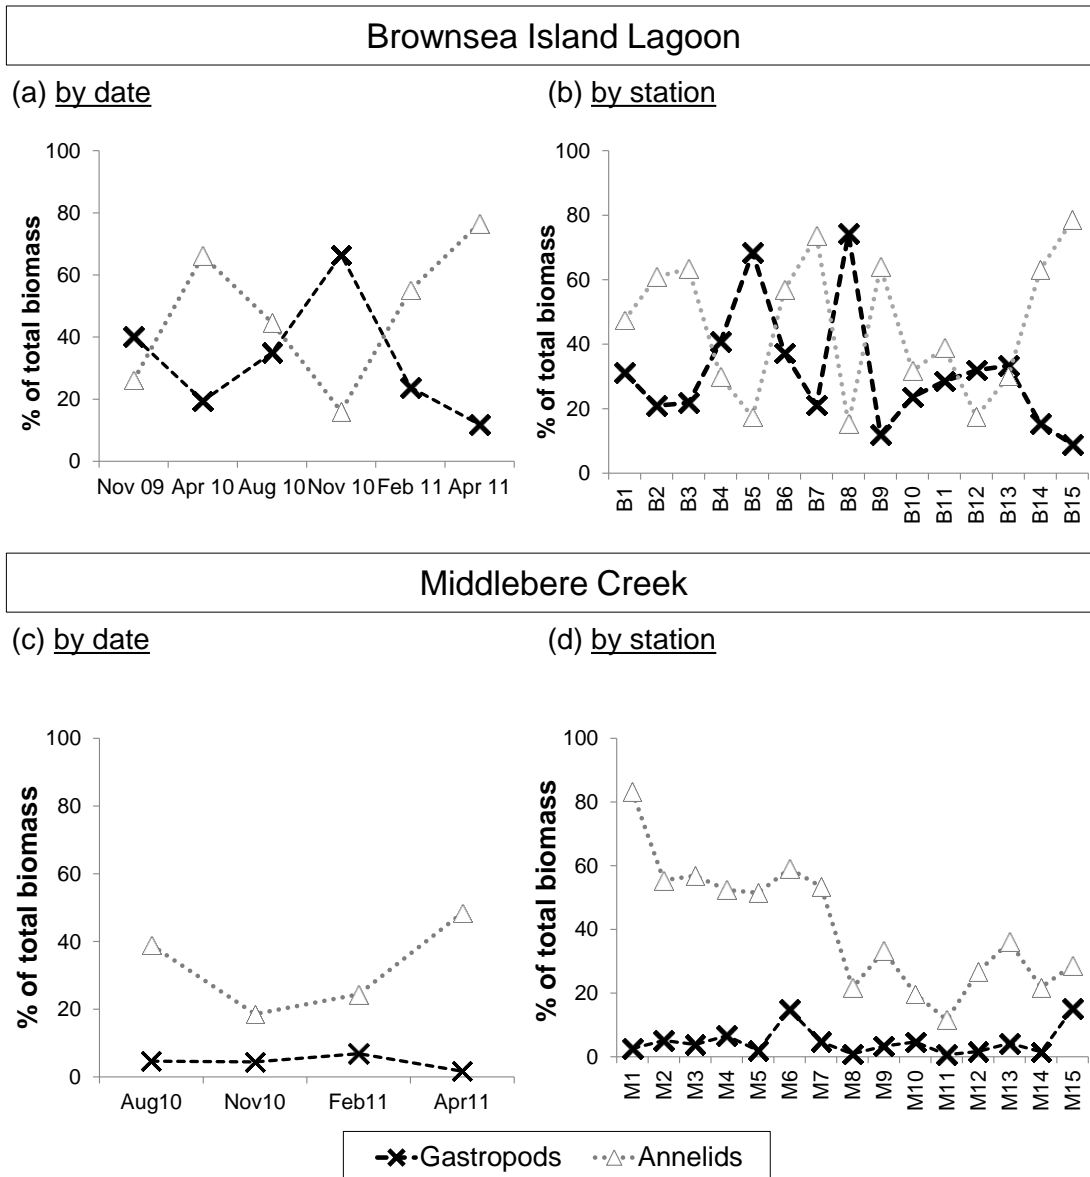 Brownsea Island Lagoon
(a) by date
(b) by station
% of total biomass
100
80
60
40
20
0
Nov 09 Apr 10 Aug 10 Nov 10 Feb 11 Apr 11
% of total biomass
100
80
60
40
20
0
B1 B2 B3 B4 B5 B6 B7 B8 B9 B10 B11 B12 B13 B14 B15
Middlebere Creek
(c) by date
(d) by station
% of total biomass
100
80
60
40
20
0
Aug10 Nov10 Feb11 Apr11
% of total biomass
100
80
60
40
20
0
M1 M2 M3 M4 M5 M6 M7 M8 M9 M10 M11 M12 M13 M14 M15
Gastropods Annelids